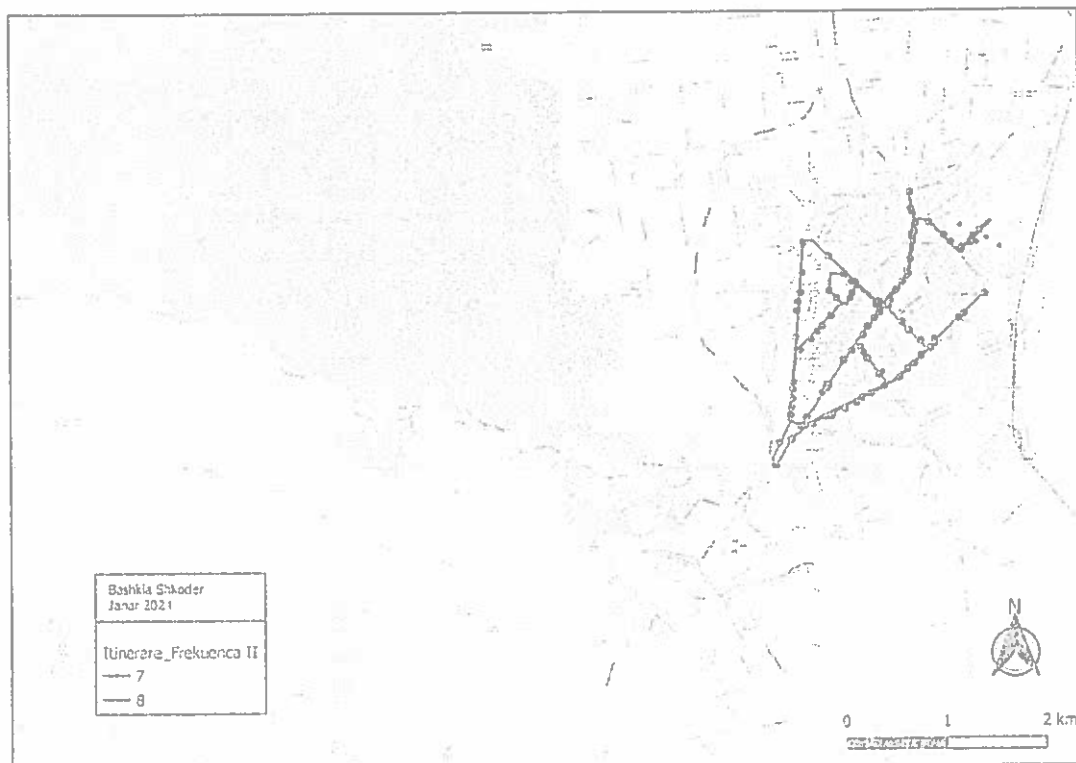 Bashkia Shkoder
Janar 2021
Itinerare_Frekuenca II
7
8
N
0 1 2 km